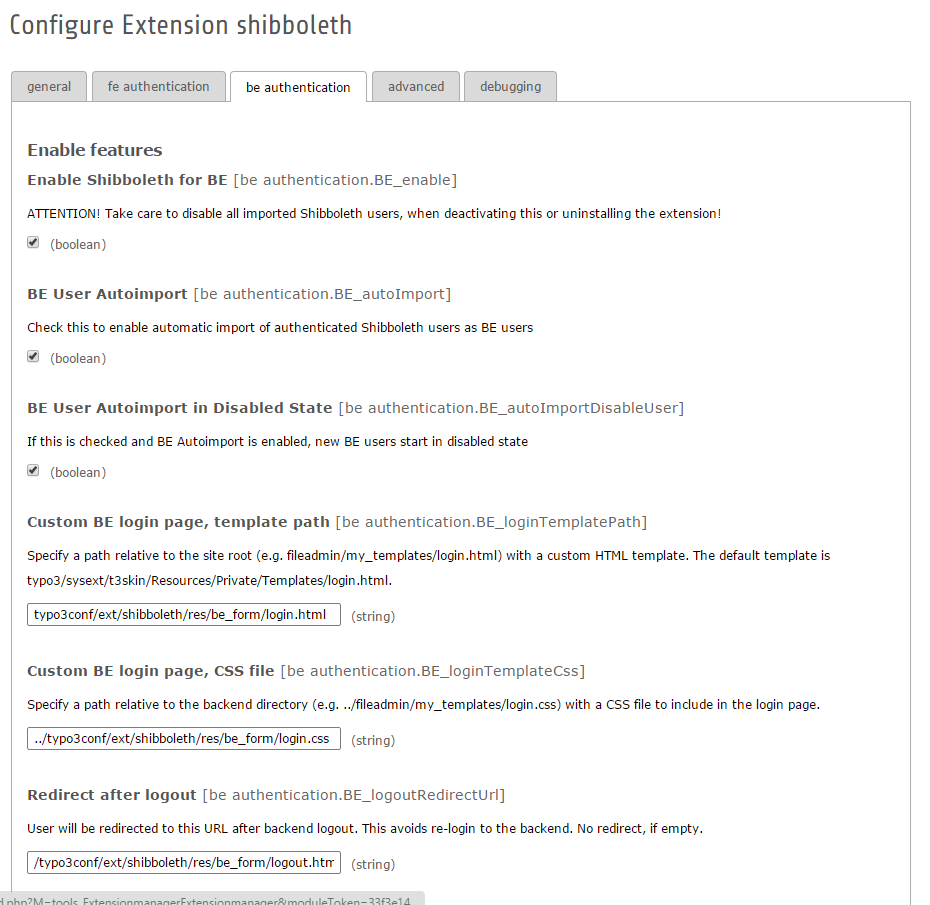 Configure Extension shibboleth
general
fe authentication
be authentication
advanced
debugging
Enable features
Enable Shibboleth for BE [be authentication.BE_enable]
ATTENTION! Take care to disable all imported Shibboleth users, when deactivating this or uninstalling the extension!
(boolean)
BE User Autoimport [be authentication.BE_autoImport]
Check this to enable automatic import of authenticated Shibboleth users as BE users
(boolean)
BE User Autoimport in Disabled State [be authentication.BE_autoImportDisableUser]
If this is checked and BE Autoimport is enabled, new BE users start in disabled state
(boolean)
Custom BE login page, template path [be authentication.BE_loginTemplatePath]
Specify a path relative to the site root (e.g. fileadmin/my_templates/login.html) with a custom HTML template. The default template is
typo3/sysext/t3skin/Resources/Private/Templates/login.html.
typo3conf/ext/shibboleth/res/be_form/login.html (string)
Custom BE login page, CSS file [be authentication.BE_loginTemplateCss]
Specify a path relative to the backend directory (e.g. ../fileadmin/my_templates/login.css) with a CSS file to include in the login page.
../typo3conf/ext/shibboleth/res/be_form/login.css (string)
Redirect after logout [be authentication.BE_logoutRedirectUrl]
User will be redirected to this URL after backend logout. This avoids re-login to the backend. No redirect, if empty.
/typo3conf/ext/shibboleth/res/be_form/logout.htm (string)
d.php?M=tools_ExtensionmanagerExtensionmanager&moduleToken=33f3e14